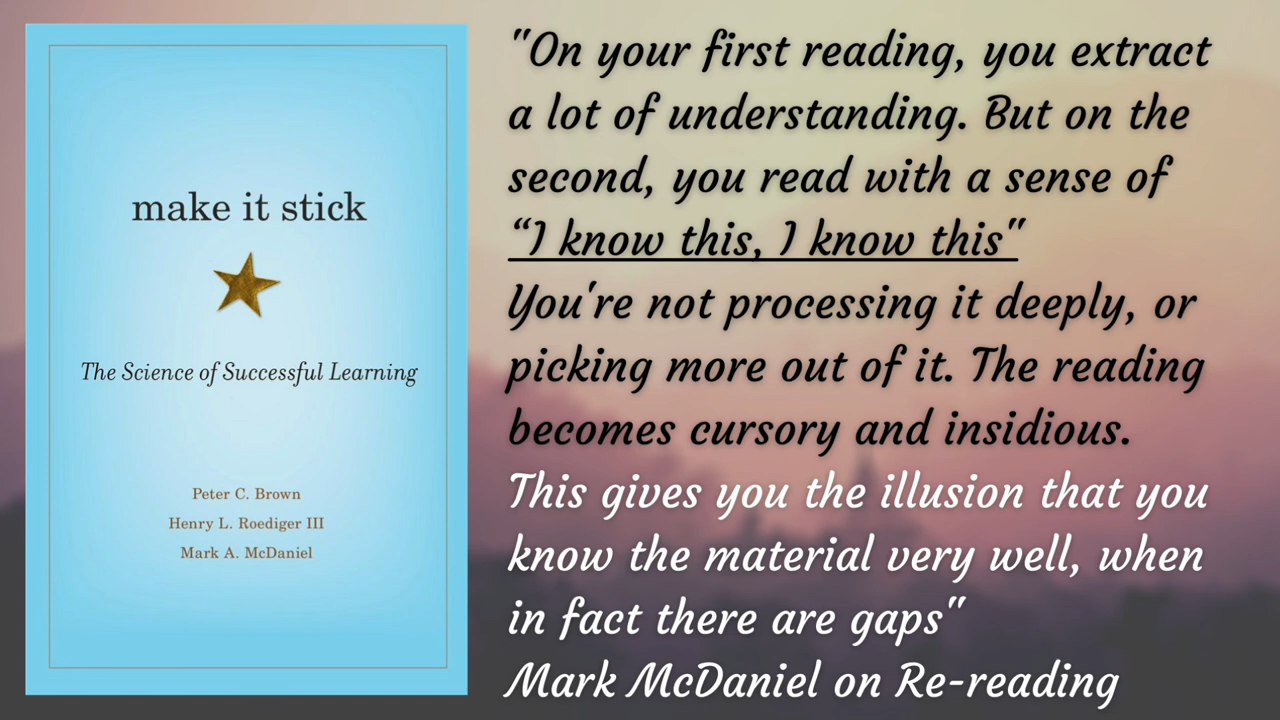 make it stick
The Science of Successful Learning
Peter C. Brown
Henry L. Roediger III
Mark A. McDaniel
"On your first reading, you extract
a lot of understanding. But on the
second, you read with a sense of
“I know this, I know this"
You're not processing it deeply, or
picking more out of it. The reading
becomes cursory and insidious.
This gives you the illusion that you
know the material very well, when
in fact there are gaps"
Mark McDaniel on Re-reading